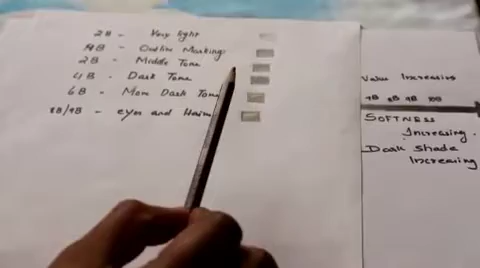 2B - Very light
HB - Outline Marking
2B - Middle Tone
4B - Dark Tone
6B - More Dark Tone
8B/9B - eyes and Hair
Value Increasing
SOFTNESS
Increasing.
Dark Shade
Increasing